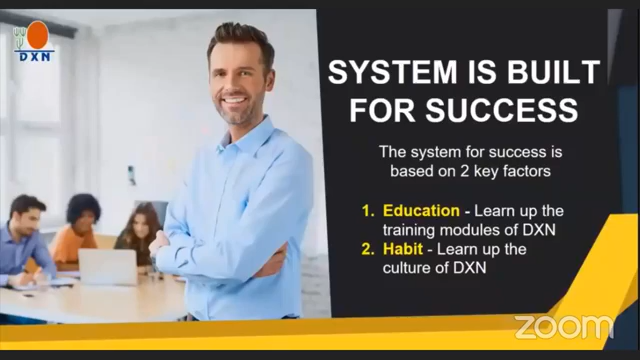 DXN
SYSTEM IS BUILT
FOR SUCCESS
The system for success is
based on 2 key factors
1. Education - Learn up the
training modules of DXN
2. Habit - Learn up the
culture of DXN
zoom